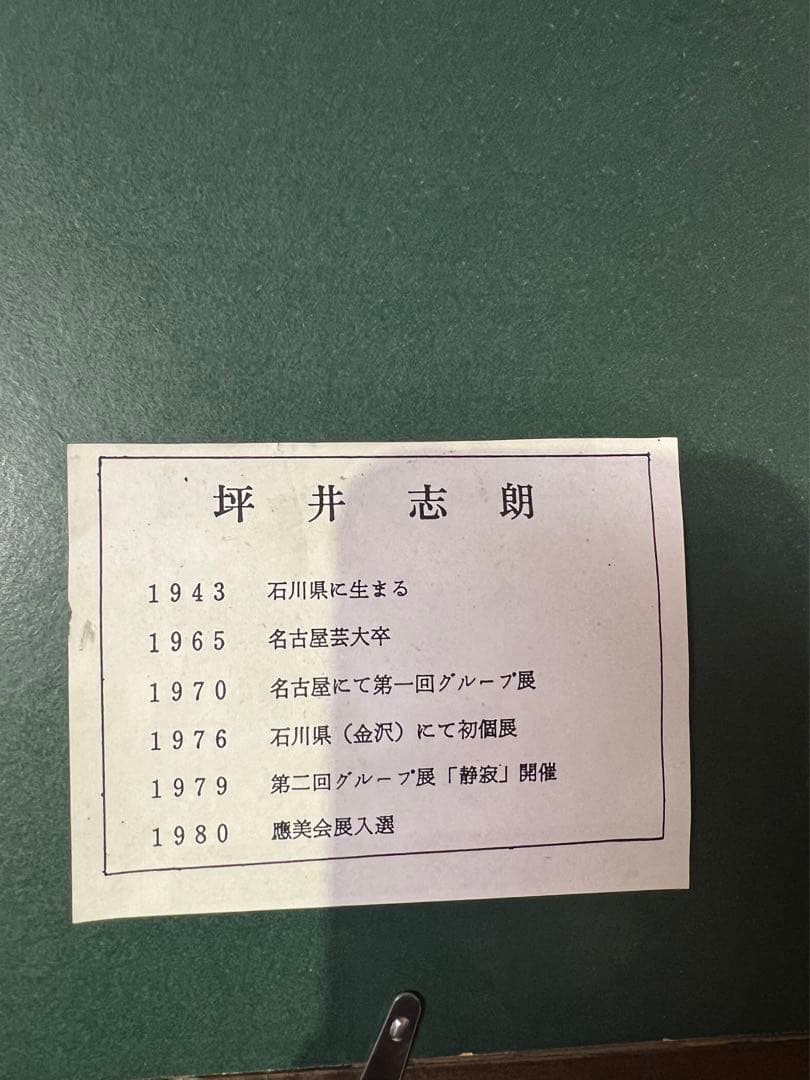 坪井志朗
1943 石川県に生まる
1965 名古屋芸大卒
1970 名古屋にて第一回グループ展
1976 石川県（金沢）にて初個展
1979 第二回グループ展「静寂」開催
1980 應美会展入選